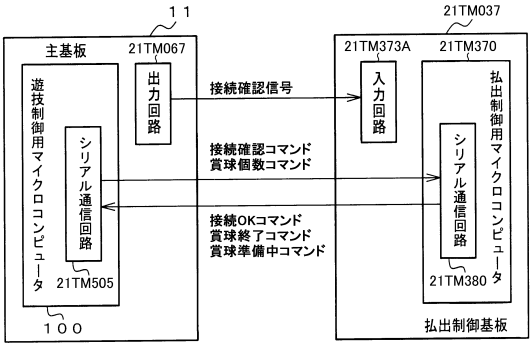 11
21TM037
主基板
21TM067
出力回路
遊技制御用マイクロコンピュータ
シリアル通信回路
21TM505
100
接続確認信号
接続確認コマンド
賞球個数コマンド
接続OKコマンド
賞球終了コマンド
賞球準備中コマンド
21TM373A
21TM370
入力回路
払出制御用マイクロコンピュータ
シリアル通信回路
21TM380
払出制御基板